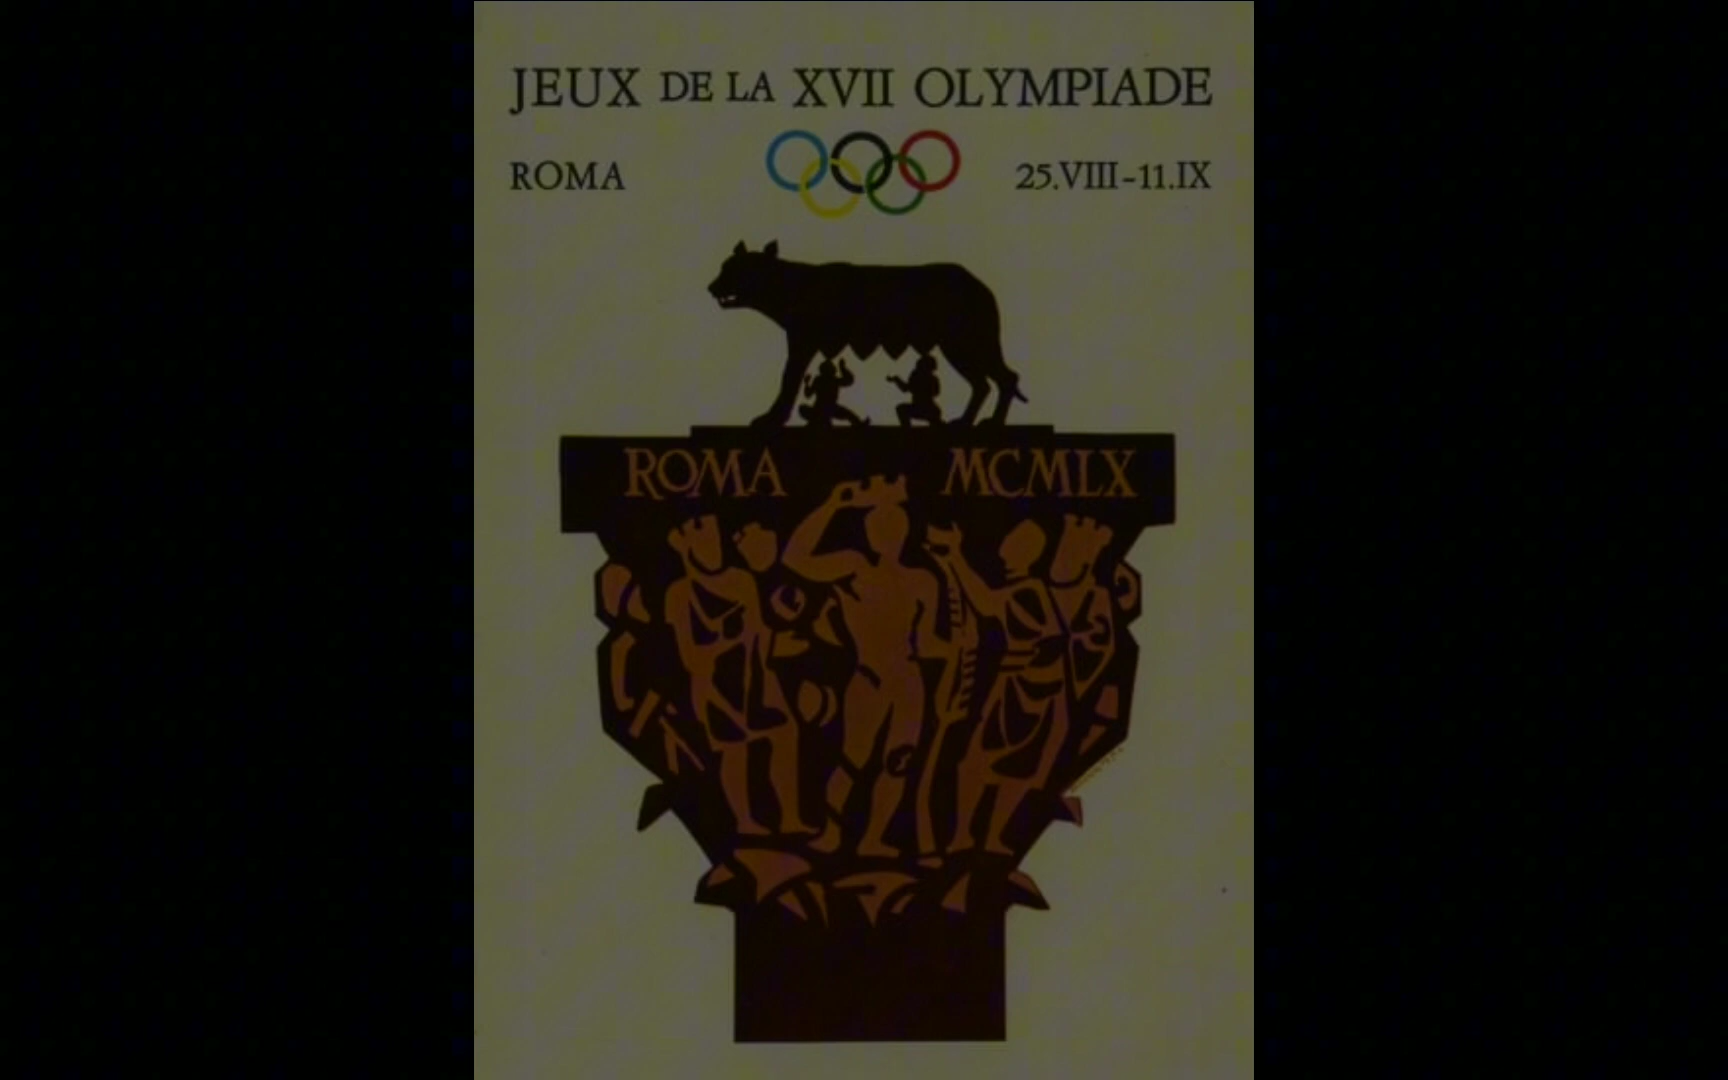 JEUX DE LA XVII OLYMPIADE
ROMA 25.VIII-11.IX
ROMA MCMLX